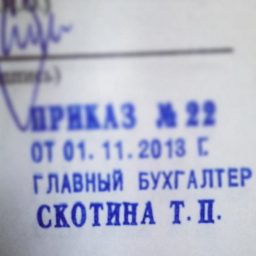 ПРИКАЗ № 22
ОТ 01.11.2013 Г.
ГЛАВНЫЙ БУХГАЛТЕР
СКОТИНА Т.П.